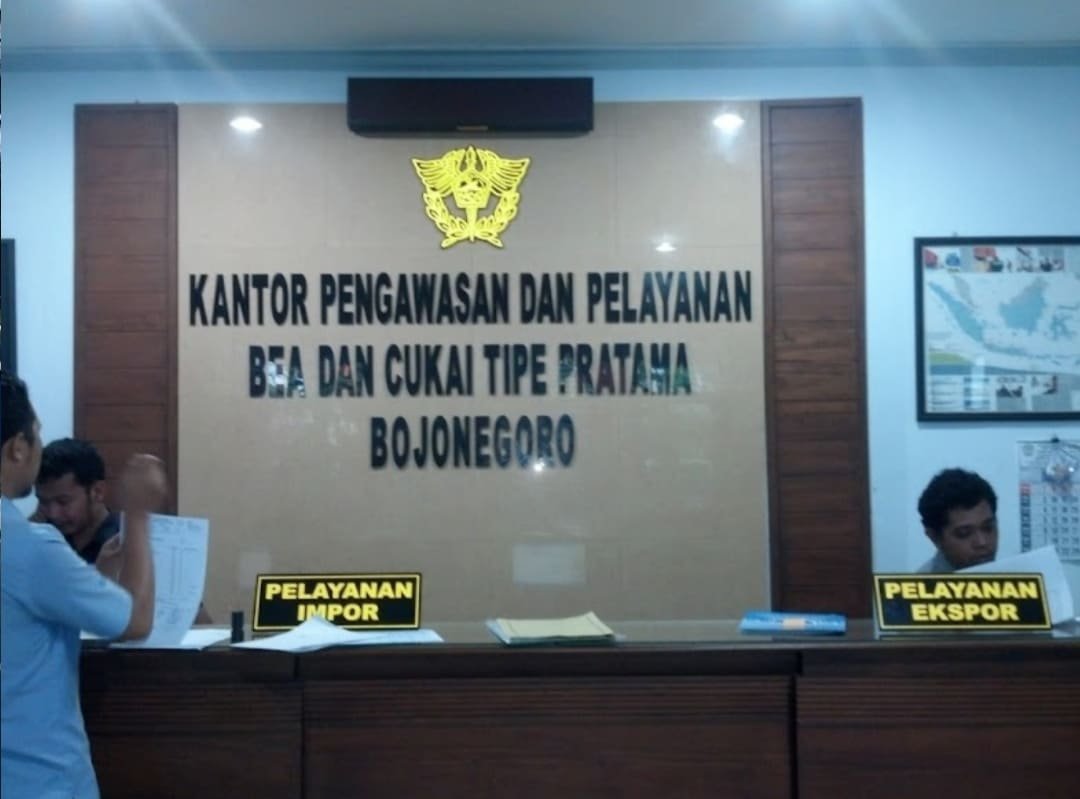 KANTOR PENGAWASAN DAN PELAYANAN
BEA DAN CUKAI TIPE PRATAMA
BOJONEGORO
PELAYANAN
IMPOR
PELAYANAN
EKSPOR